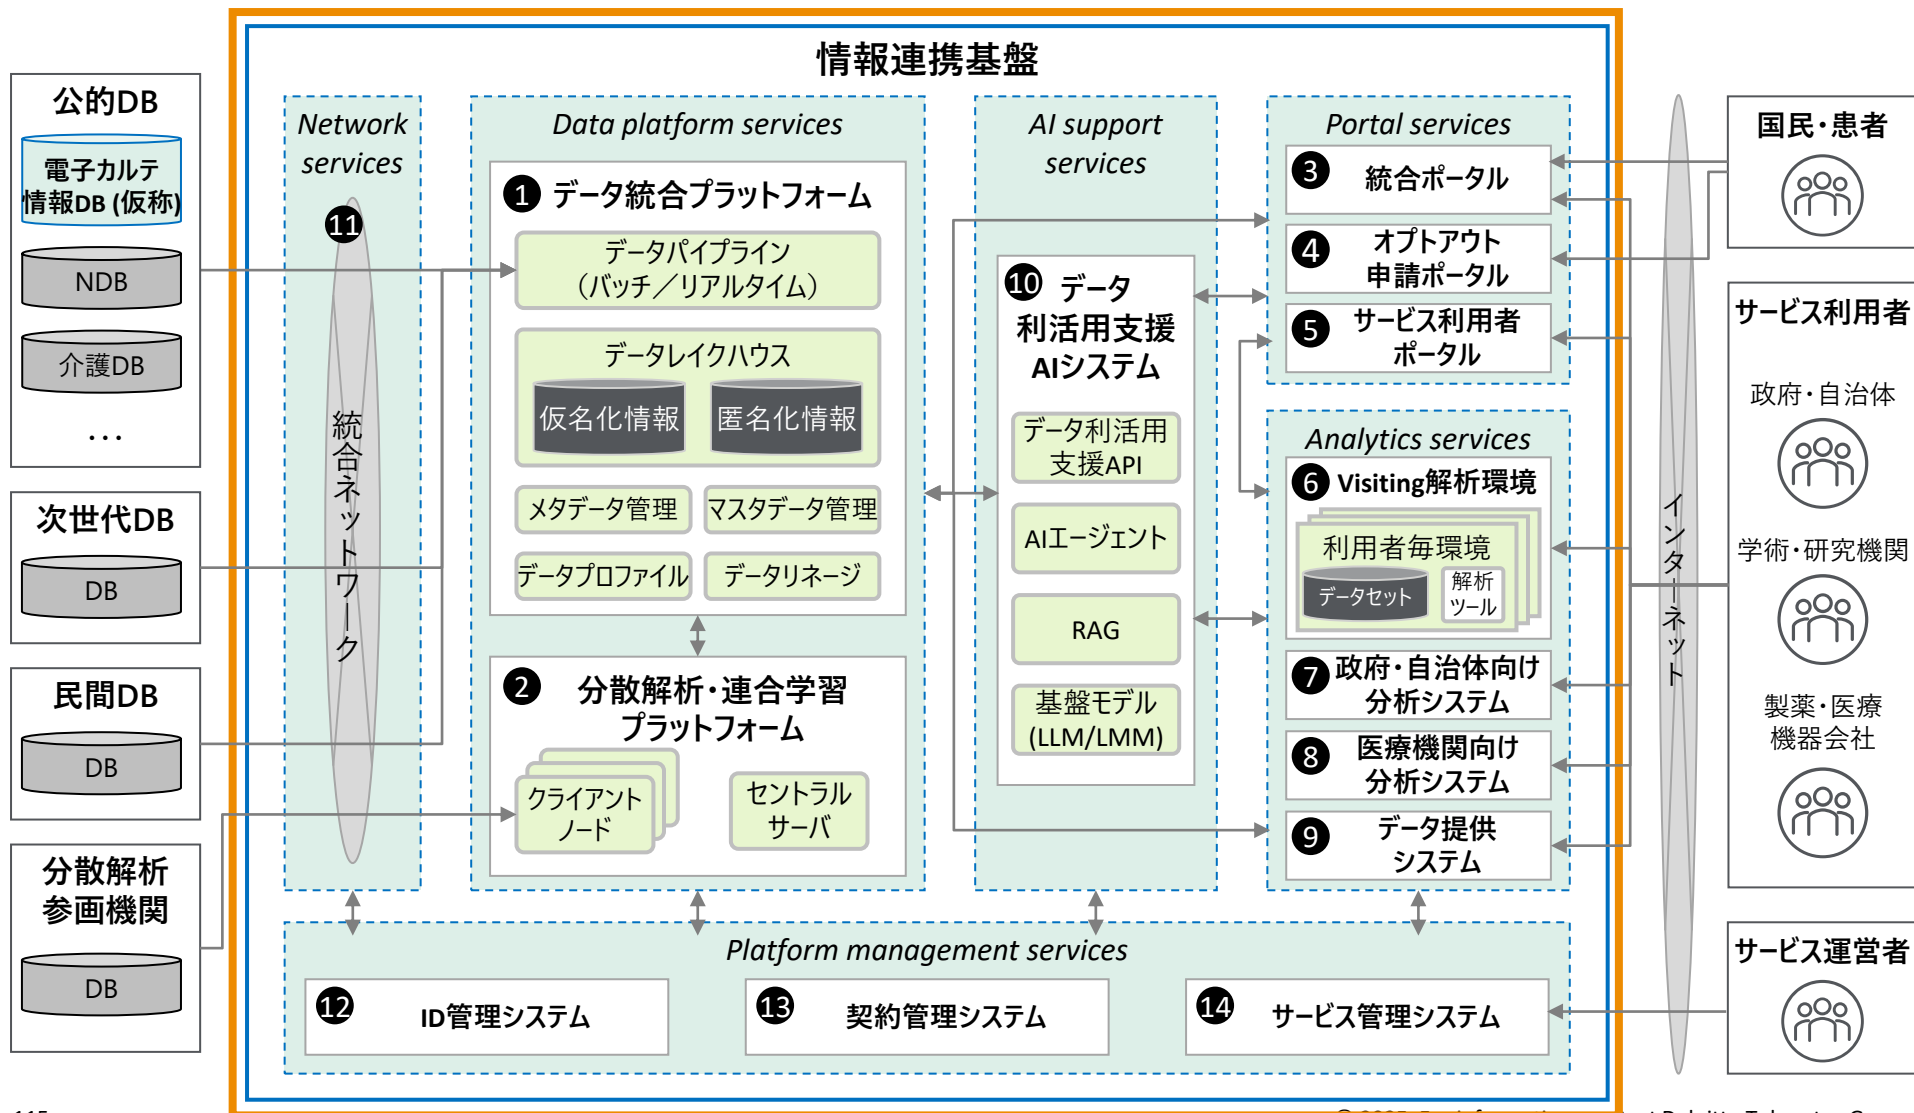 情報連携基盤
公的DB
電子カルテ
情報DB (仮称)
NDB
介護DB
...
次世代DB
DB
民間DB
DB
分散解析
参画機関
DB
Network
services
11
統合ネットワーク
Data platform services
1 データ統合プラットフォーム
データパイプライン
（バッチ／リアルタイム）
データレイクハウス
仮名化情報
匿名化情報
メタデータ管理
マスタデータ管理
データプロファイル
データリネージ
2 分散解析・連合学習
プラットフォーム
クライアント
ノード
セントラル
サーバ
AI support
services
10 データ
利活用支援
AIシステム
データ利活用
支援API
AIエージェント
RAG
基盤モデル
(LLM/LMM)
Portal services
3 統合ポータル
4 オプトアウト
申請ポータル
5 サービス利用者
ポータル
Analytics services
6 Visiting解析環境
利用者毎環境
データセット
解析
ツール
7 政府・自治体向け
分析システム
8 医療機関向け
分析システム
9 データ提供
システム
Platform management services
12 ID管理システム
13 契約管理システム
14 サービス管理システム
インターネット
国民・患者
サービス利用者
政府・自治体
学術・研究機関
製薬・医療
機器会社
サービス運営者